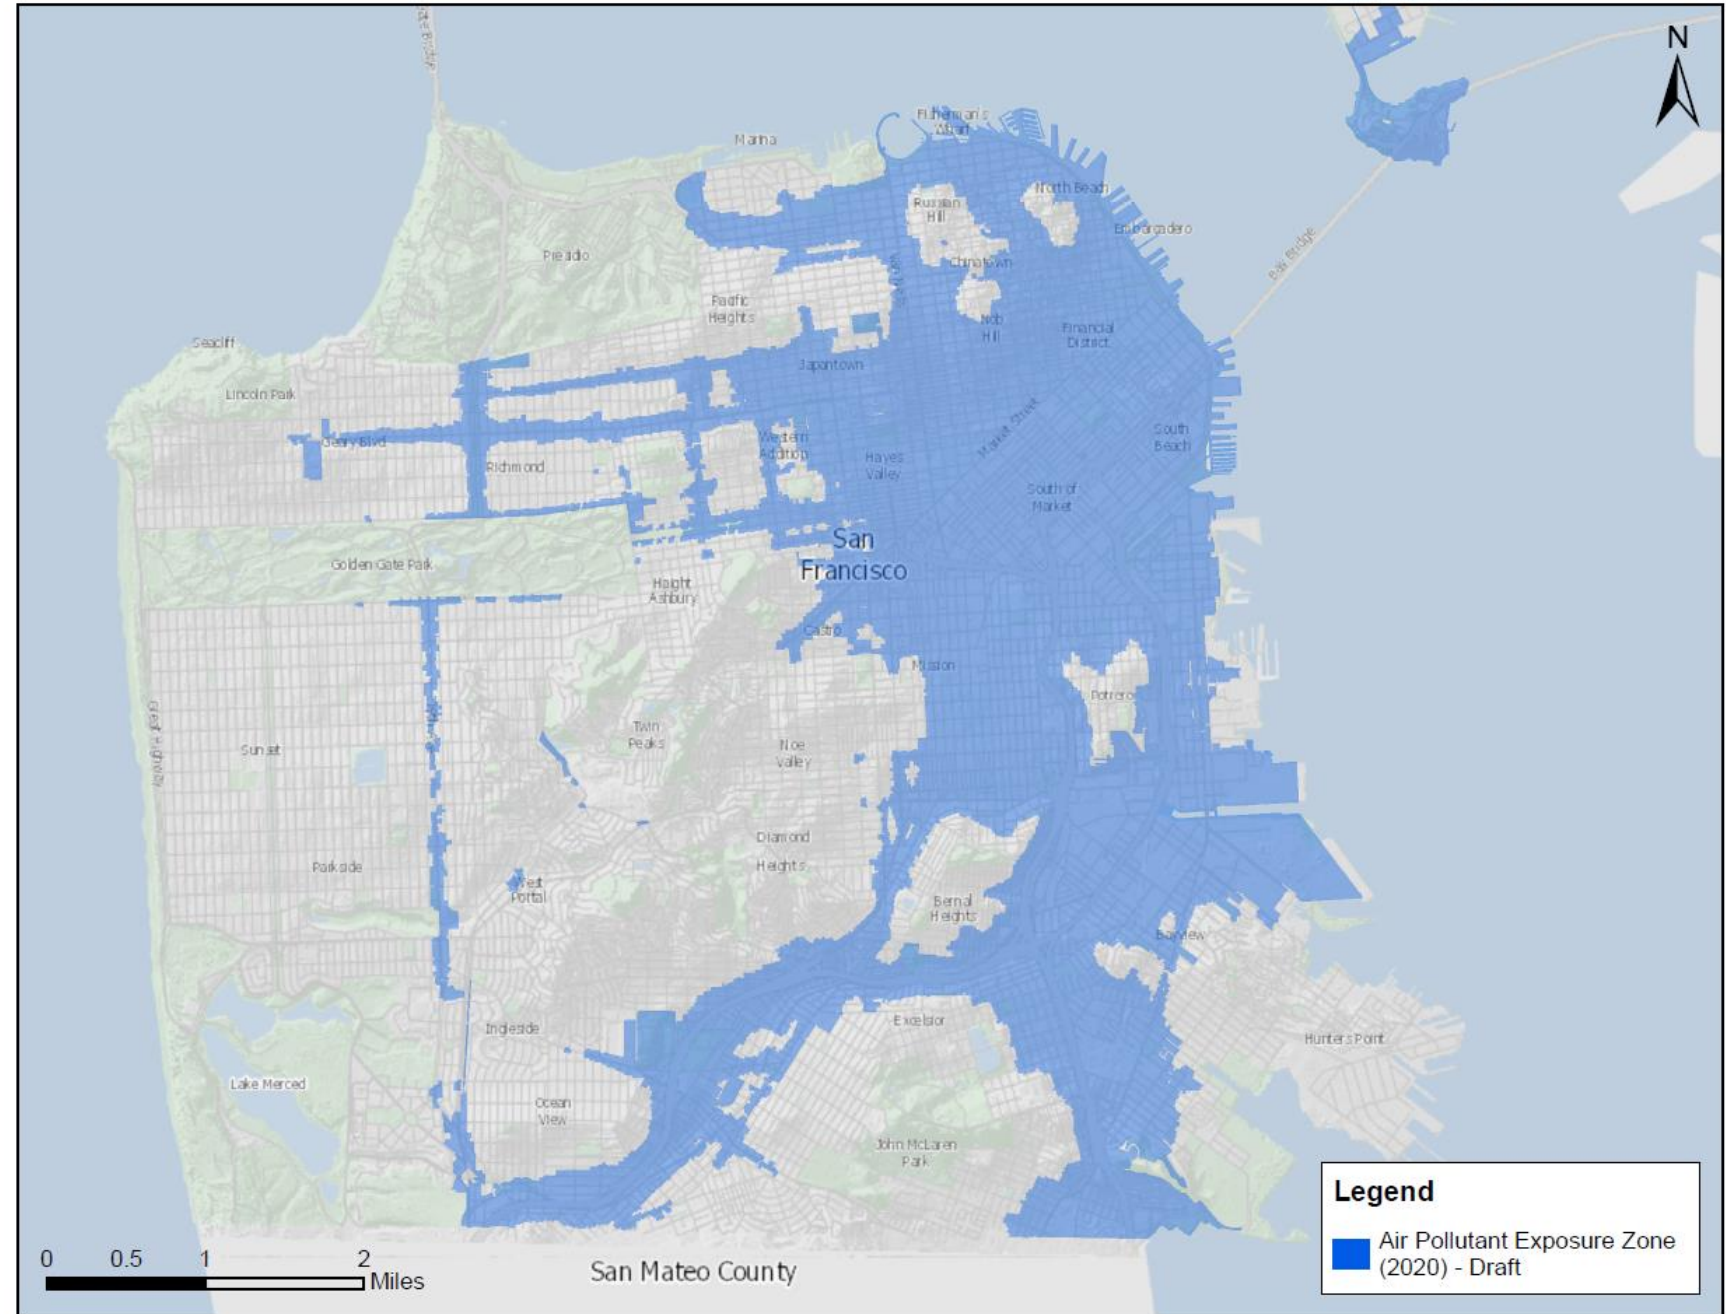 N
Fisherman's
Wharf
Marina
North Beach
Russian
Hill
Embarcadero
Bay Bridge
Presidio
Chinatown
Pacific
Heights
Nob
Hill
Financial
District
Seacliff
Japantown
Lincoln Park
Market Street
South
Beach
Geary Blvd
Western
Addition
Hayes
Valley
Richmond
South of
Market
San
Francisco
Golden Gate Park
Haight
Ashbury
Castro
Mission
Potrero
Great Highway
Twin
Peaks
Sunset
Noe
Valley
Diamond
Heights
Parkside
West
Portal
Bernal
Heights
Bayview
Excelsior
Ingleside
Hunters Point
Lake Merced
Ocean
View
John McLaren
Park
Legend
Air Pollutant Exposure Zone
(2020) - Draft
0 0.5 1 2
Miles
San Mateo County